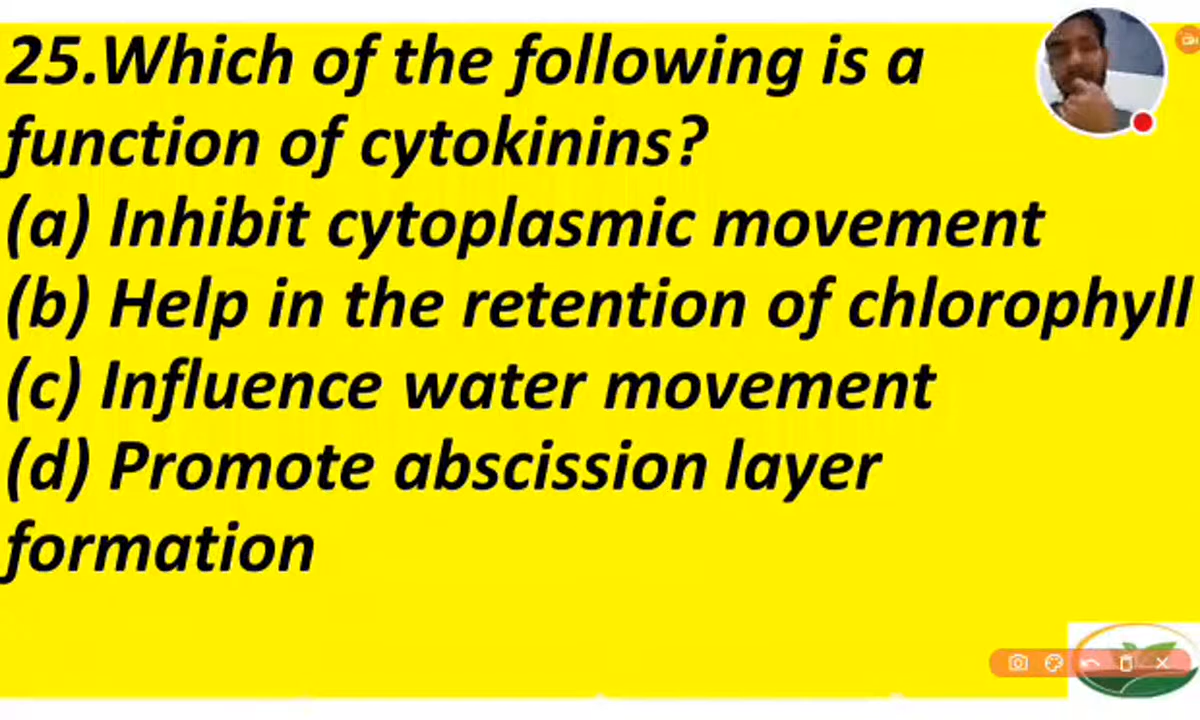 25.Which of the following is a
function of cytokinins?
(a) Inhibit cytoplasmic movement
(b) Help in the retention of chlorophyll
(c) Influence water movement
(d) Promote abscission layer
formation